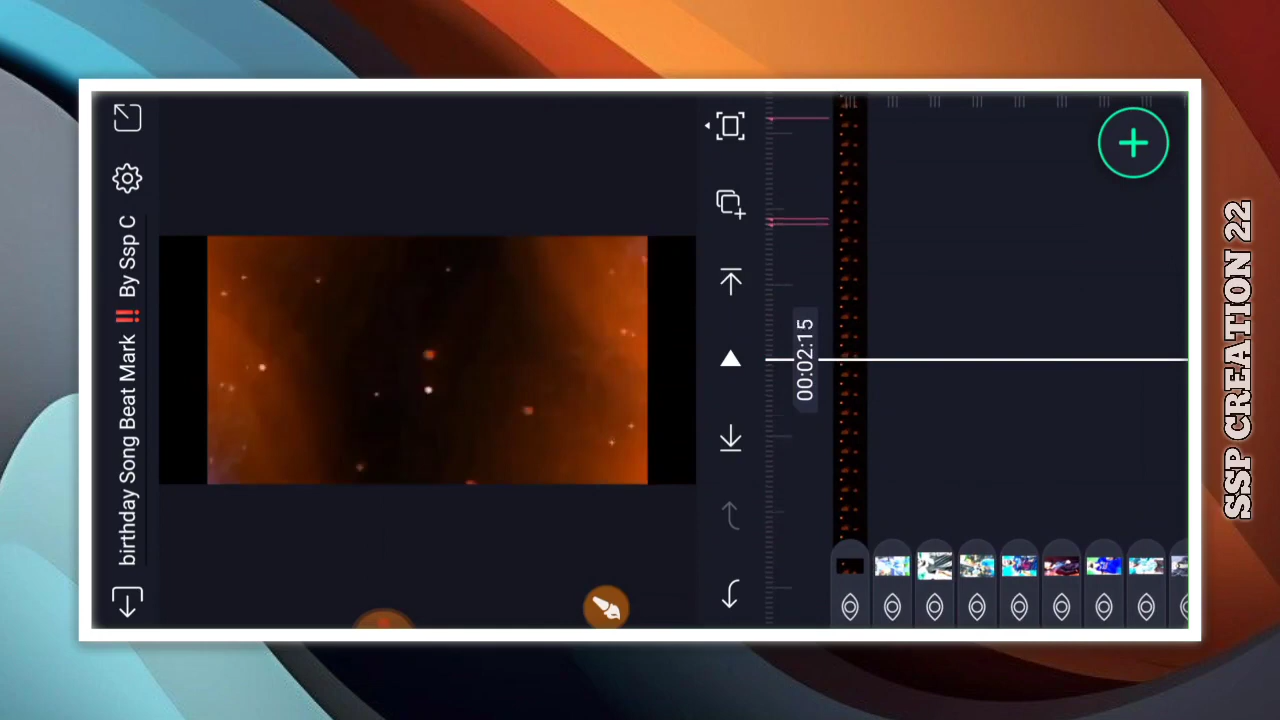 birthday Song Beat Mark ‼️ By Ssp C
00:02:15
SSP CREATION 22